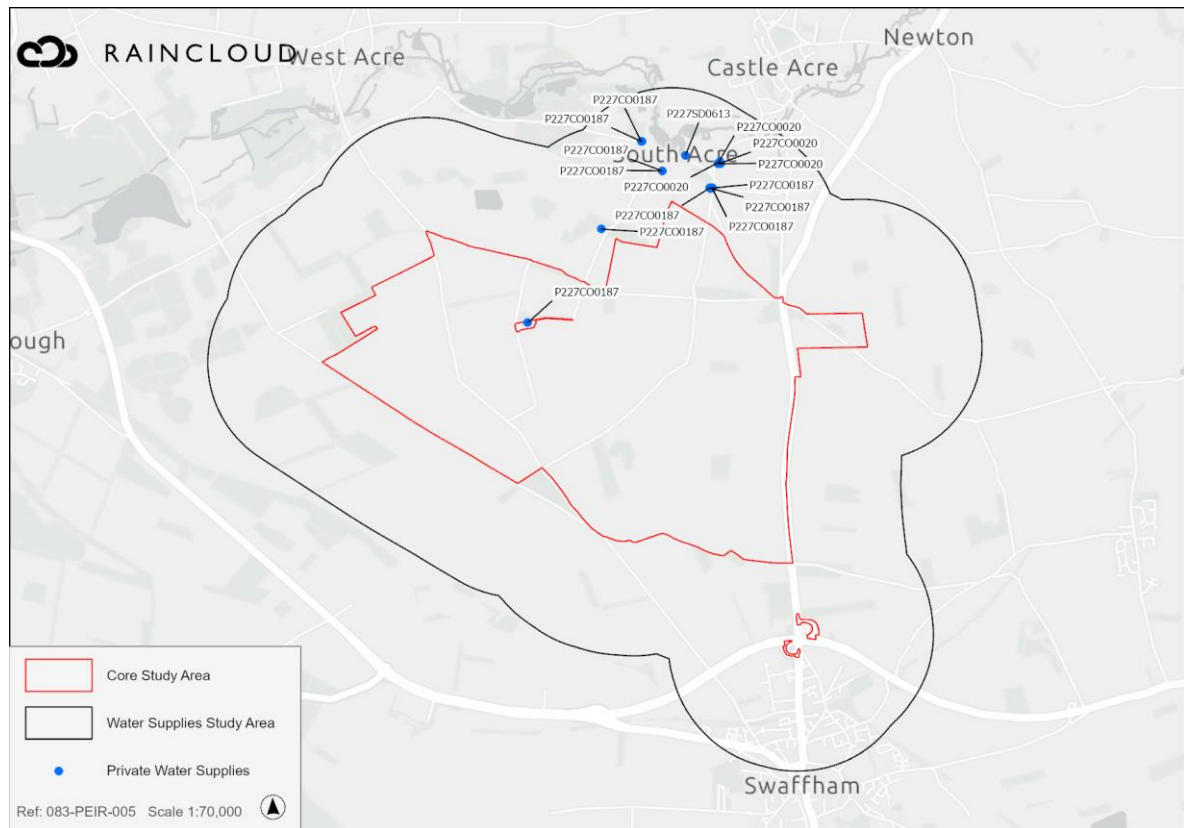 RAINCLOUD
West Acre
Newton
Castle Acre
P227CO0187
P227SD0613
P227CO0187
P227CO0020
P227CO0020
P227CO0187
South Acre
P227CO0020
P227CO0187
P227CO0020
P227CO0187
P227CO0187
P227CO0187
P227CO0187
P227CO0187
P227CO0187
ough
Core Study Area
Water Supplies Study Area
Private Water Supplies
Ref: 083-PEIR-005 Scale 1:70,000
Swaffham